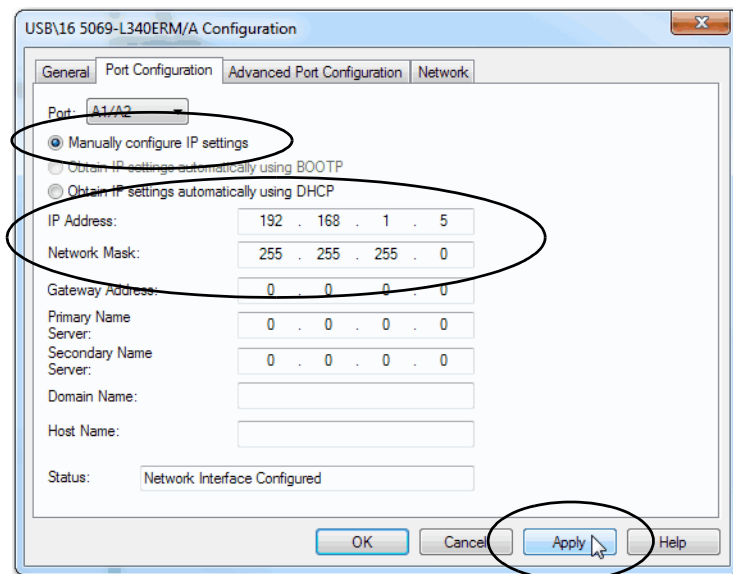 USB\16 5069-L340ERM/A Configuration
General Port Configuration Advanced Port Configuration Network
Port: A1/A2
Manually configure IP settings
Obtain IP settings automatically using BOOTP
Obtain IP settings automatically using DHCP
IP Address: 192 . 168 . 1 . 5
Network Mask: 255 . 255 . 255 . 0
Gateway Address: 0 . 0 . 0 . 0
Primary Name
Server: 0 . 0 . 0 . 0
Secondary Name
Server: 0 . 0 . 0 . 0
Domain Name:
Host Name:
Status: Network Interface Configured
OK Cancel Apply Help